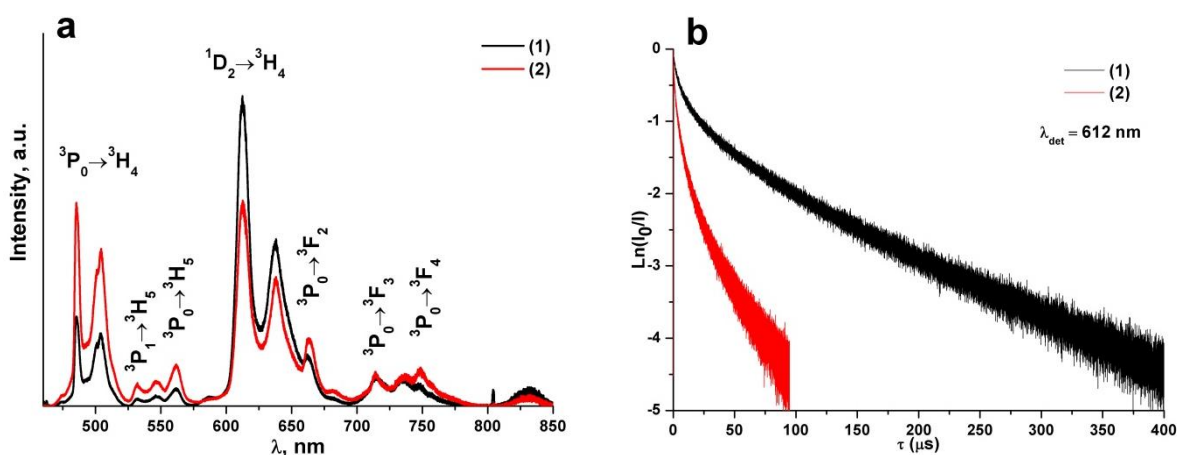 a
(1)
(2)
³P₀→³H₄
¹D₂→³H₄
³P₁→³H₅
³P₀→³H₅
³P₀→³F₂
³P₀→³F₃
³P₀→³F₄
Intensity, a.u.
500 550 600 650 700 750 800 850
λ, nm
b
(1)
(2)
λdet = 612 nm
Ln(I₀/I)
0
-1
-2
-3
-4
-5
0 50 100 150 200 250 300 350 400
τ (μs)